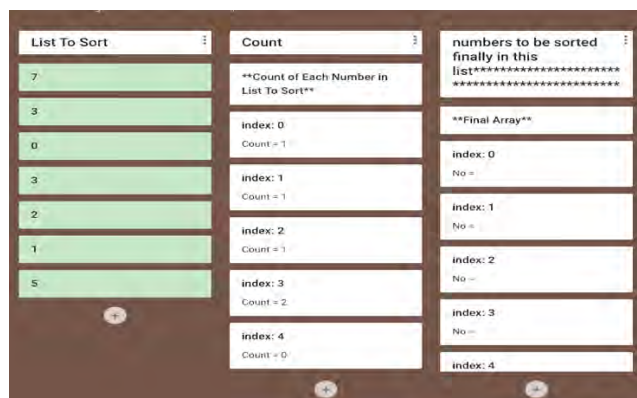 List To Sort
7
3
0
3
2
1
5
+
Count
**Count of Each Number in
List To Sort**
index: 0
Count = 1
index: 1
Count = 1
index: 2
Count = 1
index: 3
Count = 2
index: 4
Count = 0
+
numbers to be sorted
finally in this
list**********************
*************************
**Final Array**
index: 0
No =
index: 1
No =
index: 2
No =
index: 3
No =
index: 4
+